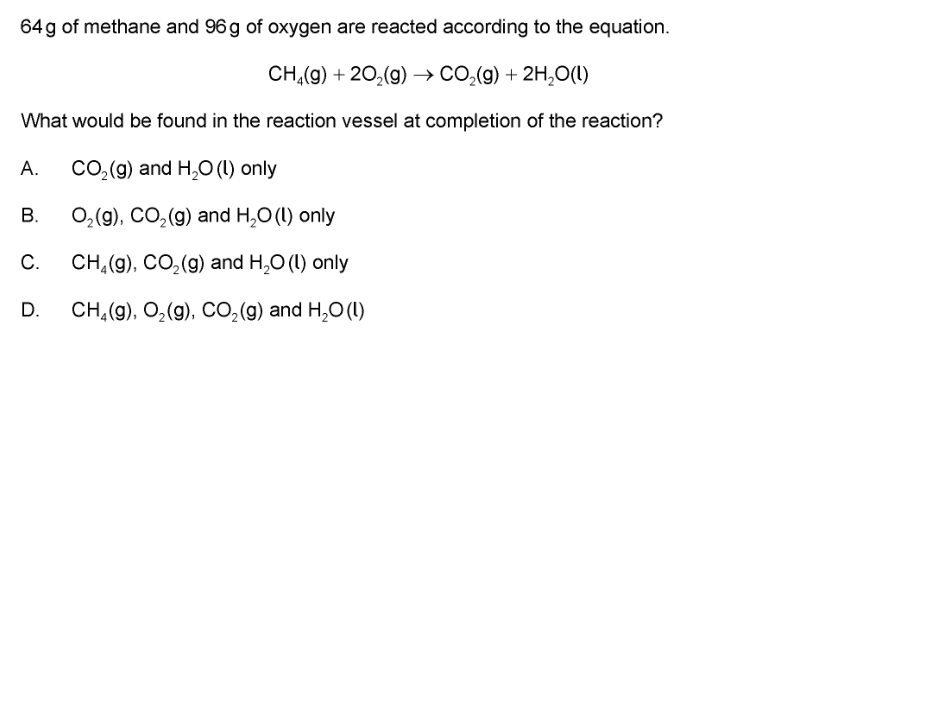 64 g of methane and 96 g of oxygen are reacted according to the equation.
CH₄(g) + 2O₂(g) → CO₂(g) + 2H₂O(l)
What would be found in the reaction vessel at completion of the reaction?
A. CO₂(g) and H₂O (l) only
B. O₂(g), CO₂(g) and H₂O (l) only
C. CH₄(g), CO₂(g) and H₂O (l) only
D. CH₄(g), O₂(g), CO₂(g) and H₂O (l)